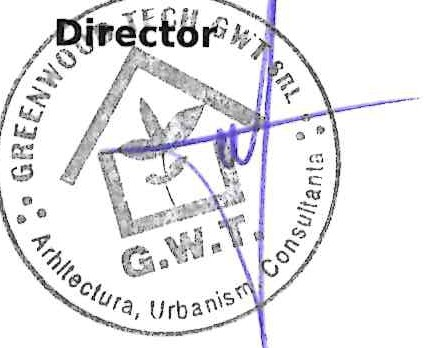 Director
GREENWOOD TECH GWT SRL
G.W.T.
Arhitectura, Urbanism, Consultanta